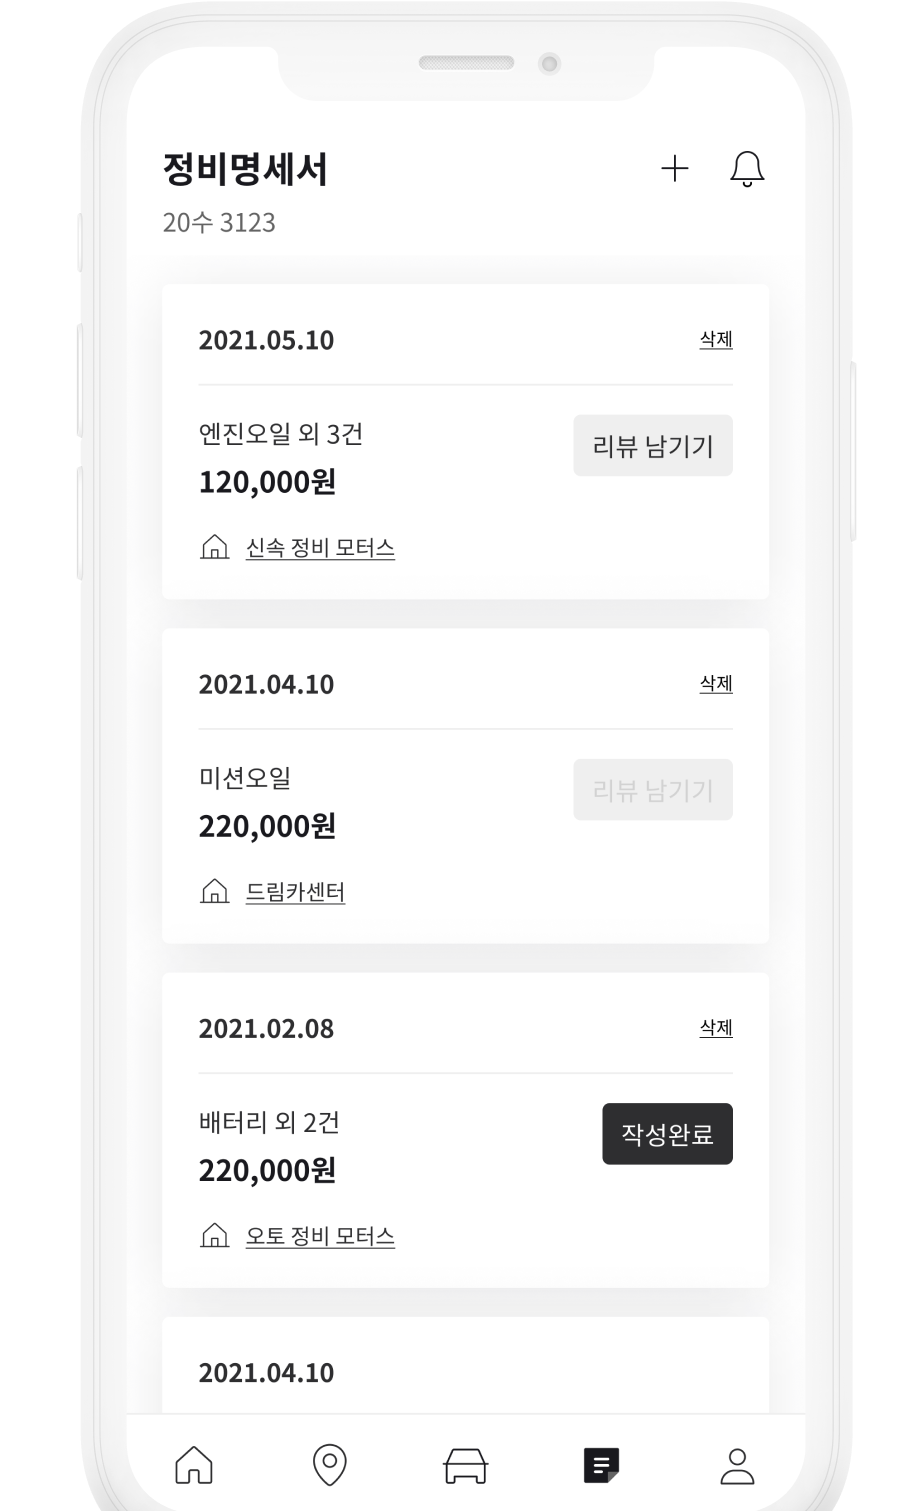 정비명세서
20수 3123
2021.05.10
삭제
엔진오일 외 3건
리뷰 남기기
120,000원
신속 정비 모터스
2021.04.10
삭제
미션오일
리뷰 남기기
220,000원
드림카센터
2021.02.08
삭제
배터리 외 2건
작성완료
220,000원
오토 정비 모터스
2021.04.10